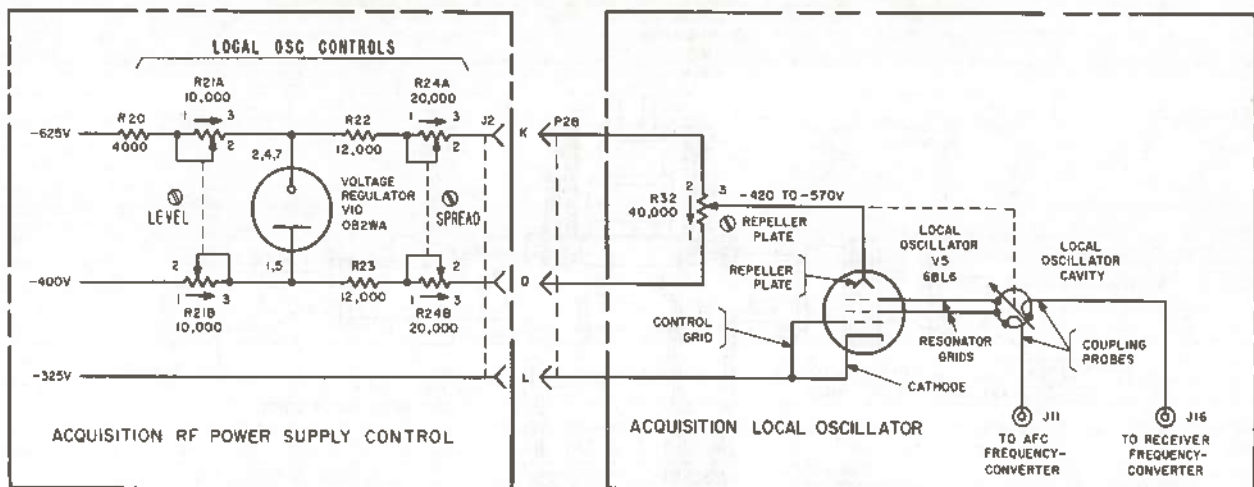 LOCAL OSC CONTROLS
R21A
10,000
R24A
20,000
1
3
2
R20
4000
R22
12,000
1
3
2
J2
K
P28
-625V
2,4,7
VOLTAGE
REGULATOR
V10
0B2WA
LEVEL
SPREAD
2
3
-420 TO -570V
R32
40,000
REPELLER
PLATE
LOCAL
OSCILLATOR
V5
6BL6
LOCAL
OSCILLATOR
CAVITY
REPELLER
PLATE
2
1,5
R23
12,000
2
-400V
1
3
R21B
10,000
1
3
R24B
20,000
D
CONTROL
GRID
RESONATOR
GRIDS
COUPLING
PROBES
-325V
L
CATHODE
J11
J16
ACQUISITION RF POWER SUPPLY CONTROL
ACQUISITION LOCAL OSCILLATOR
TO AFC
FREQUENCY-
CONVERTER
TO RECEIVER
FREQUENCY-
CONVERTER